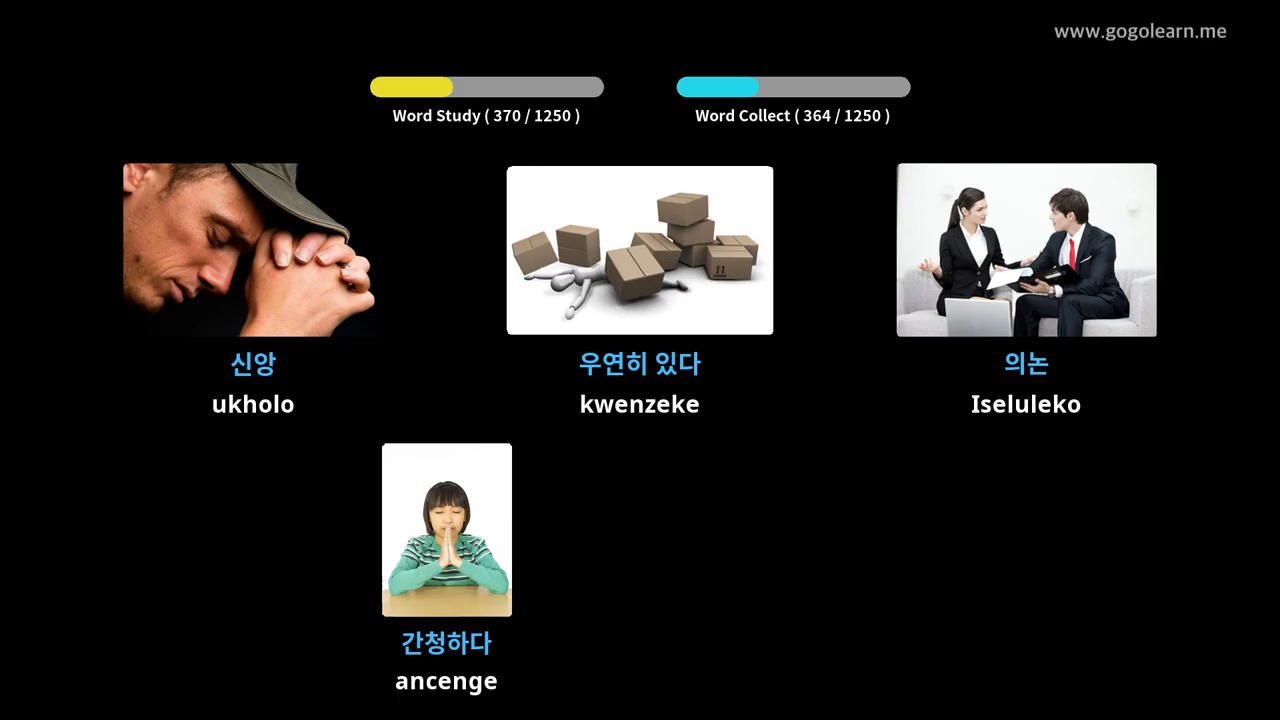 www.gogolearn.me
Word Study ( 370 / 1250 )
Word Collect ( 364 / 1250 )
신앙
ukholo
우연히 있다
kwenzeke
의논
Iseluleko
간청하다
ancenge